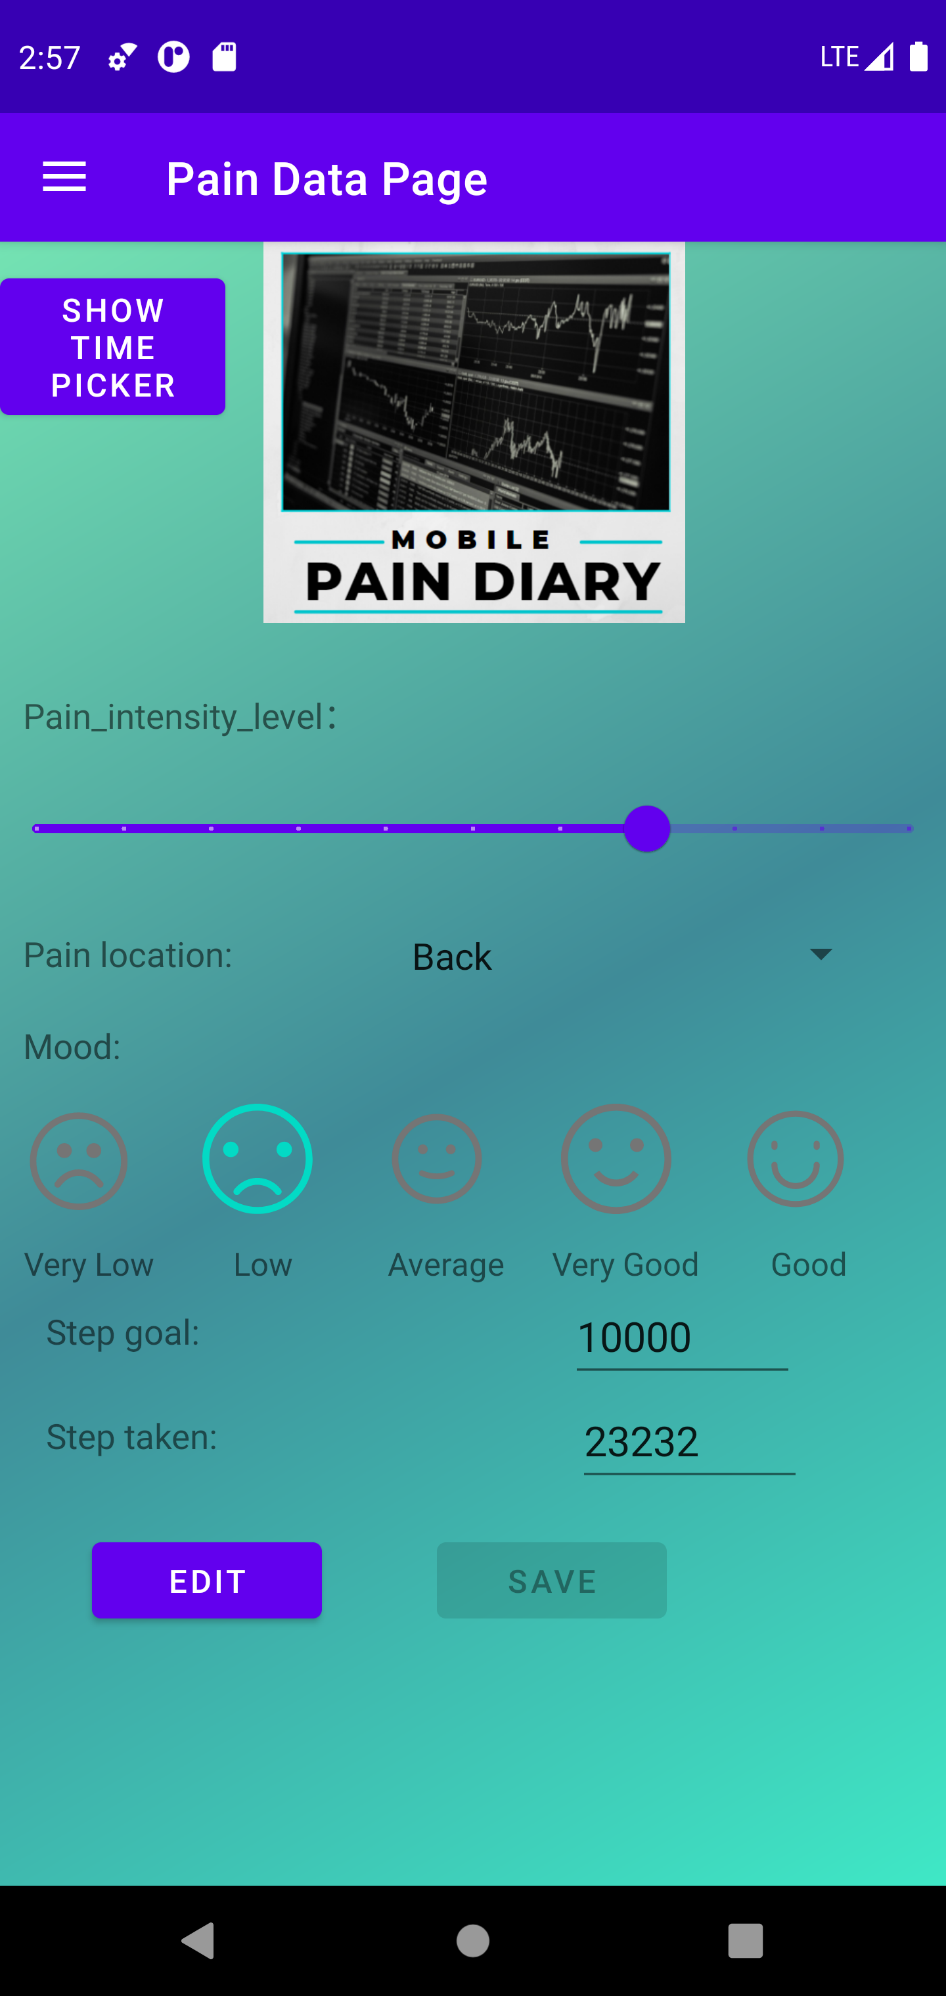 2:57
LTE
Pain Data Page
SHOW
TIME
PICKER
MOBILE
PAIN DIARY
Pain_intensity_level:
Pain location: Back
Mood:
Very Low Low Average Very Good Good
Step goal: 10000
Step taken: 23232
EDIT SAVE